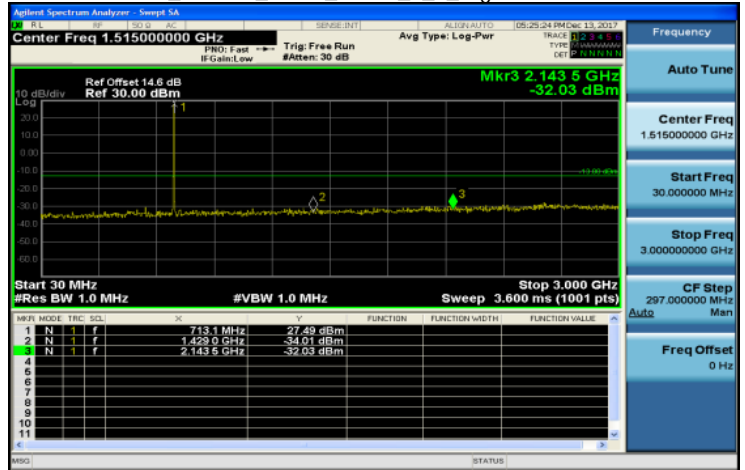 Agilent Spectrum Analyzer - Swept SA
RL RF 50 Ω AC SENSE:INT ALIGNAUTO 05:25:24 PM Dec 13, 2017
Center Freq 1.515000000 GHz
PNO: Fast
IFGain:Low
Trig: Free Run
#Atten: 30 dB
Avg Type: Log-Pwr
TRACE 1 2 3 4 5 6
TYPE
DET P N N N N N
Ref Offset 14.6 dB
10 dB/div Ref 30.00 dBm
Log
Mkr3 2.143 5 GHz
-32.03 dBm
1
20.0
10.0
0.00
-10.0
-13.00 dBm
-20.0
2
3
-30.0
-40.0
-50.0
-60.0
Start 30 MHz Stop 3.000 GHz
#Res BW 1.0 MHz #VBW 1.0 MHz Sweep 3.600 ms (1001 pts)
MKR MODE TRC SCL X Y FUNCTION FUNCTION WIDTH FUNCTION VALUE
1 N 1 f 713.1 MHz 27.49 dBm
2 N 1 f 1.429 0 GHz -34.01 dBm
3 N 1 f 2.143 5 GHz -32.03 dBm
4
5
6
7
8
9
10
11
MSG STATUS
Frequency
Auto Tune
Center Freq
1.515000000 GHz
Start Freq
30.000000 MHz
Stop Freq
3.000000000 GHz
CF Step
297.000000 MHz
Auto Man
Freq Offset
0 Hz